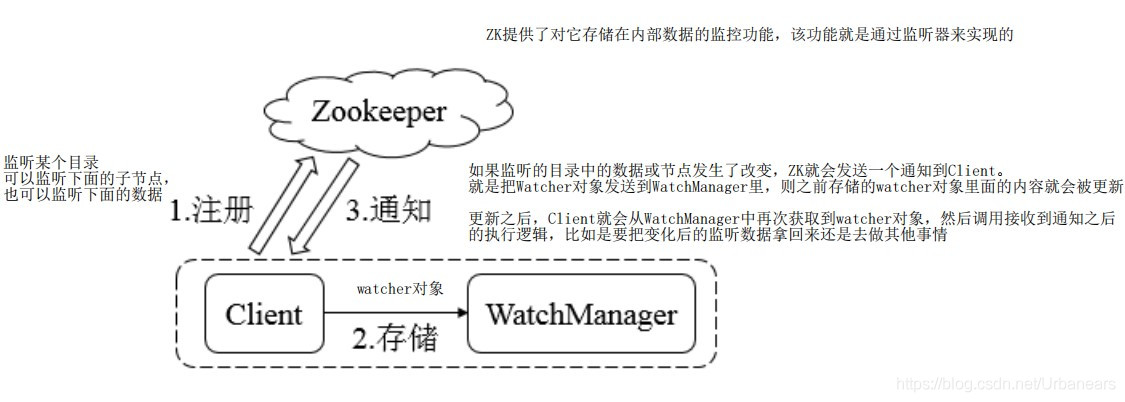 ZK提供了对它存储在内部数据的监控功能，该功能就是通过监听器来实现的
Zookeeper
监听某个目录
可以监听下面的子节点，
也可以监听下面的数据
1.注册
3.通知
如果监听的目录中的数据或节点发生了改变，ZK就会发送一个通知到Client。
就是把Watcher对象发送到WatchManager里，则之前存储的watcher对象里面的内容就会被更新
更新之后，Client就会从WatchManager中再次获取到watcher对象，然后调用接收到通知之后
的执行逻辑，比如是要把变化后的监听数据拿回来还是去做其他事情
Client
watcher对象
2.存储
WatchManager
https://blog.csdn.net/Urbanears